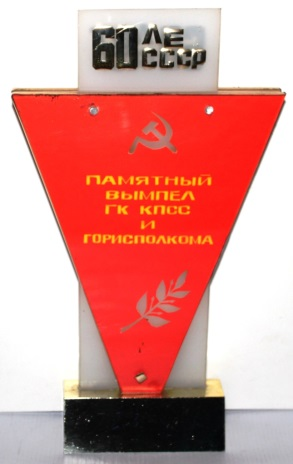 60 ЛЕТ
СССР
ПАМЯТНЫЙ
ВЫМПЕЛ
ГК КПСС
И
ГОРИСПОЛКОМА